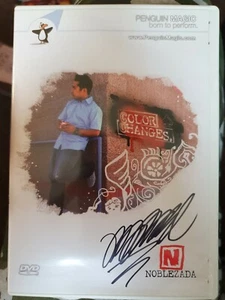 PENGUIN MAGIC
born to perform.
www.PenguinMagic.com
COLOR
CHANGES
N
NOBLEZADA
DVD